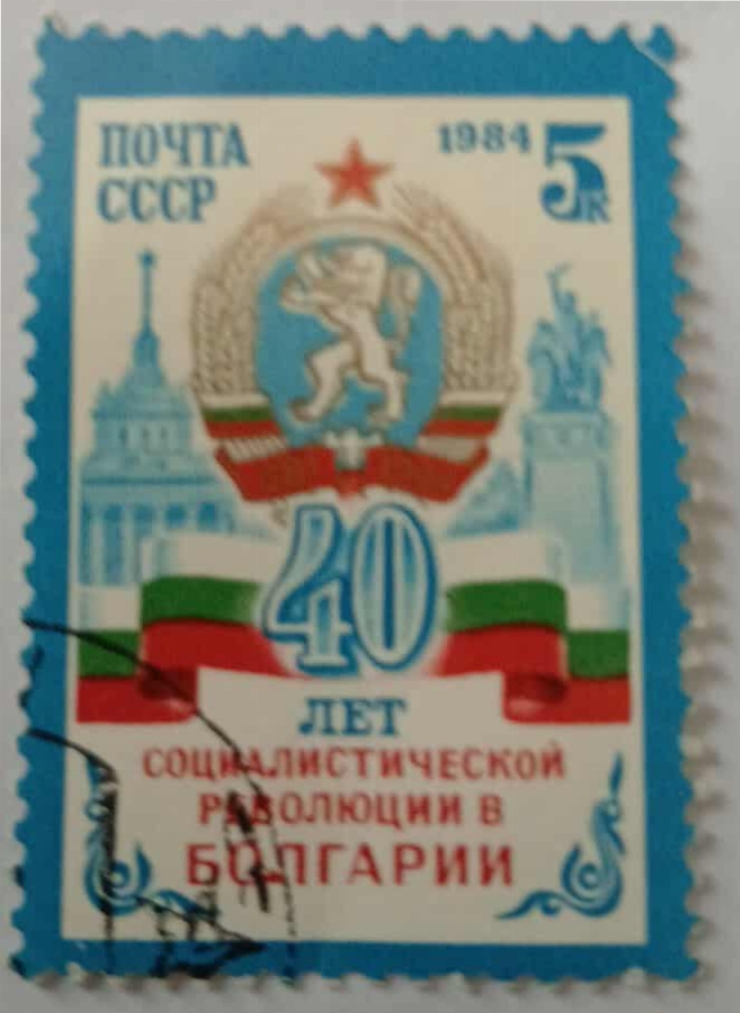 ПОЧТА
СССР
1984 5К
40
ЛЕТ
СОЦИАЛИСТИЧЕСКОЙ
РЕВОЛЮЦИИ В
БОЛГАРИИ